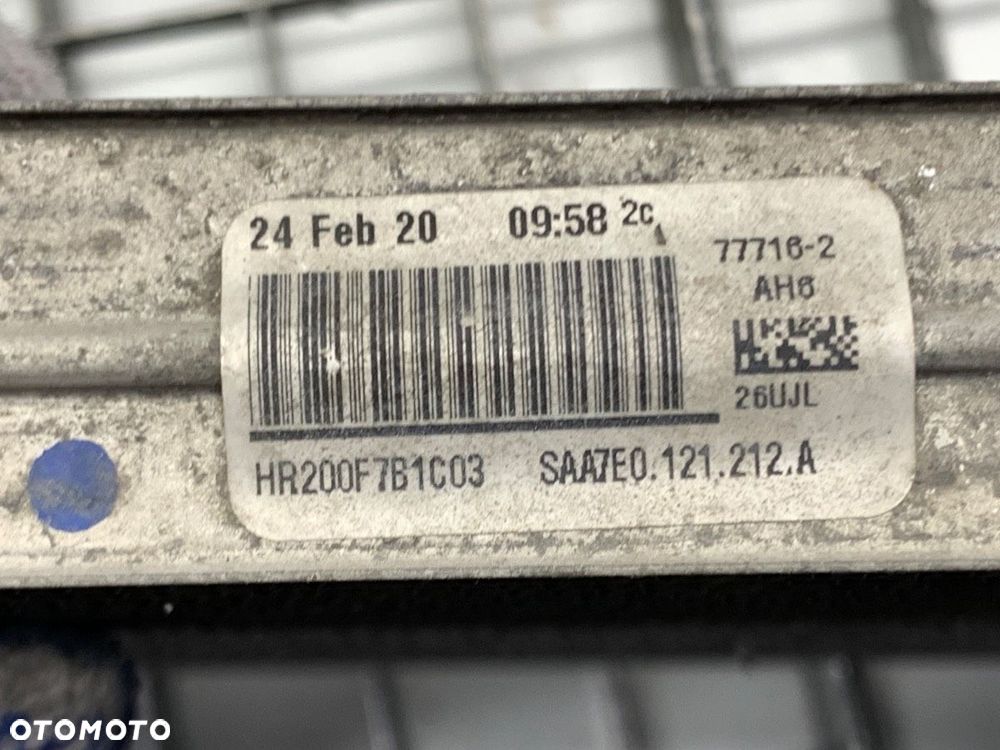 24 Feb 20 09:58 2c
77716-2
AH6
26UJL
HR200F7B1C03 SAA7E0.121.212.A
OTOMOTO